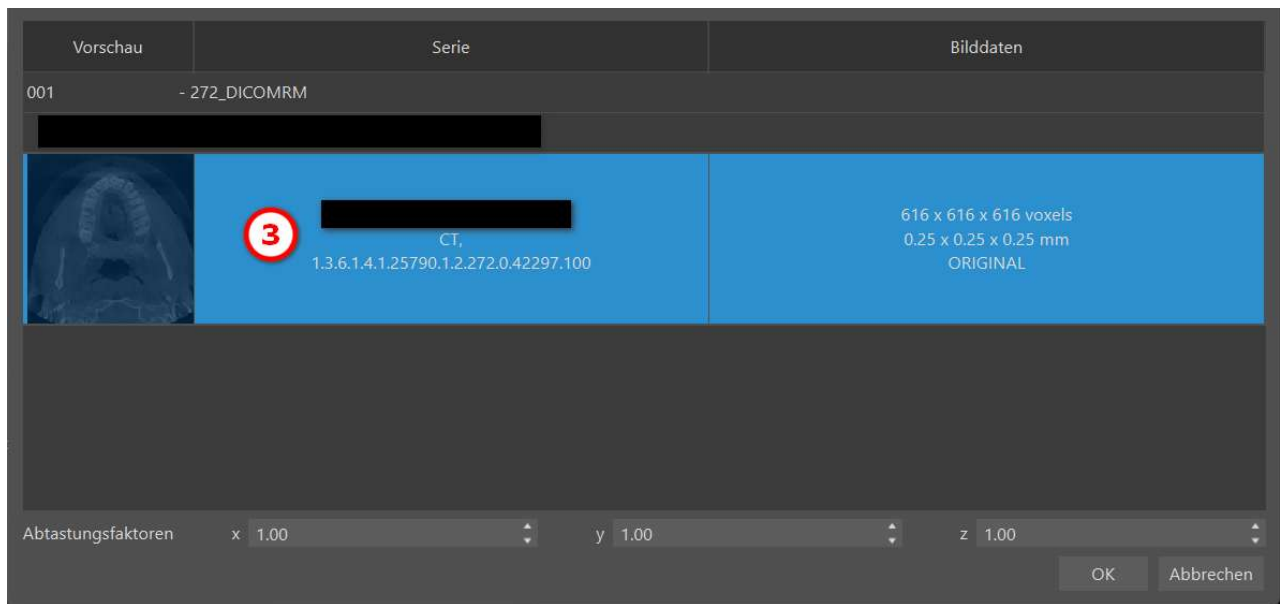 Vorschau Serie Bilddaten
001 - 272_DICOMRM
616 x 616 x 616 voxels
3 CT, 0.25 x 0.25 x 0.25 mm
1.3.6.1.4.1.25790.1.2.272.0.42297.100 ORIGINAL
Abtastungsfaktoren x 1.00 y 1.00 z 1.00
OK Abbrechen